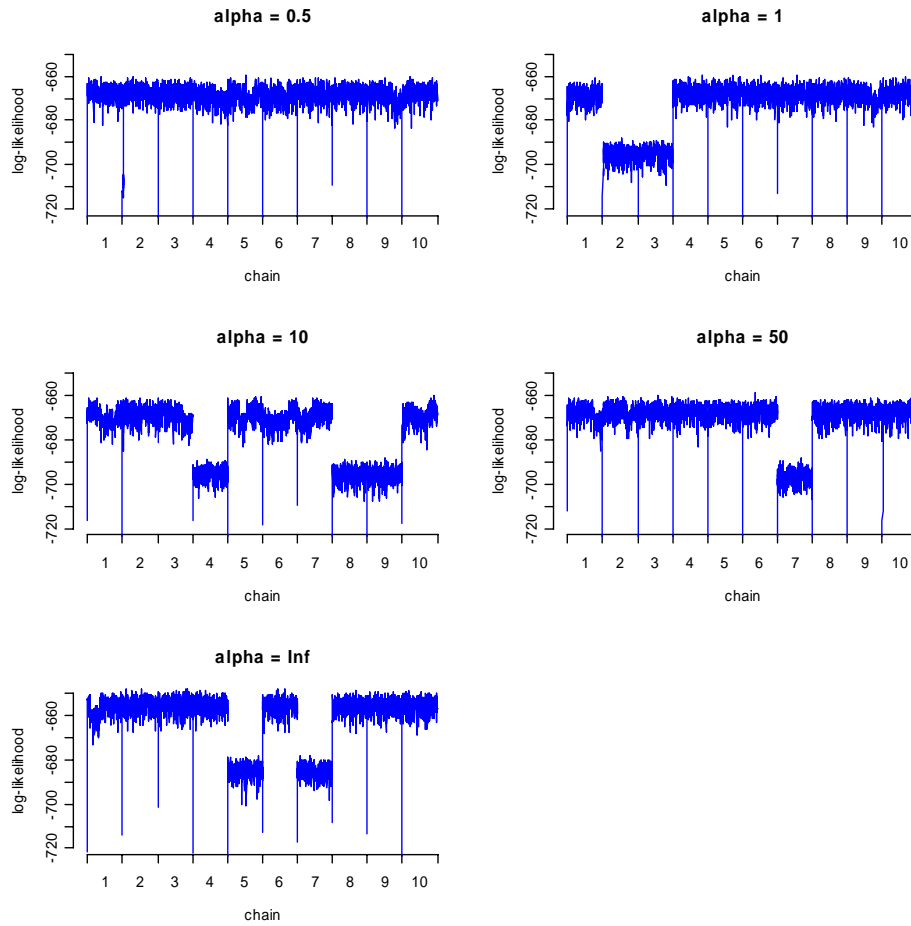 alpha = 0.5
log-likelihood
-660
-680
-700
-720
1 2 3 4 5 6 7 8 9 10
chain
alpha = 1
log-likelihood
-660
-680
-700
-720
1 2 3 4 5 6 7 8 9 10
chain
alpha = 10
log-likelihood
-660
-680
-700
-720
1 2 3 4 5 6 7 8 9 10
chain
alpha = 50
log-likelihood
-660
-680
-700
-720
1 2 3 4 5 6 7 8 9 10
chain
alpha = Inf
log-likelihood
-660
-680
-700
-720
1 2 3 4 5 6 7 8 9 10
chain